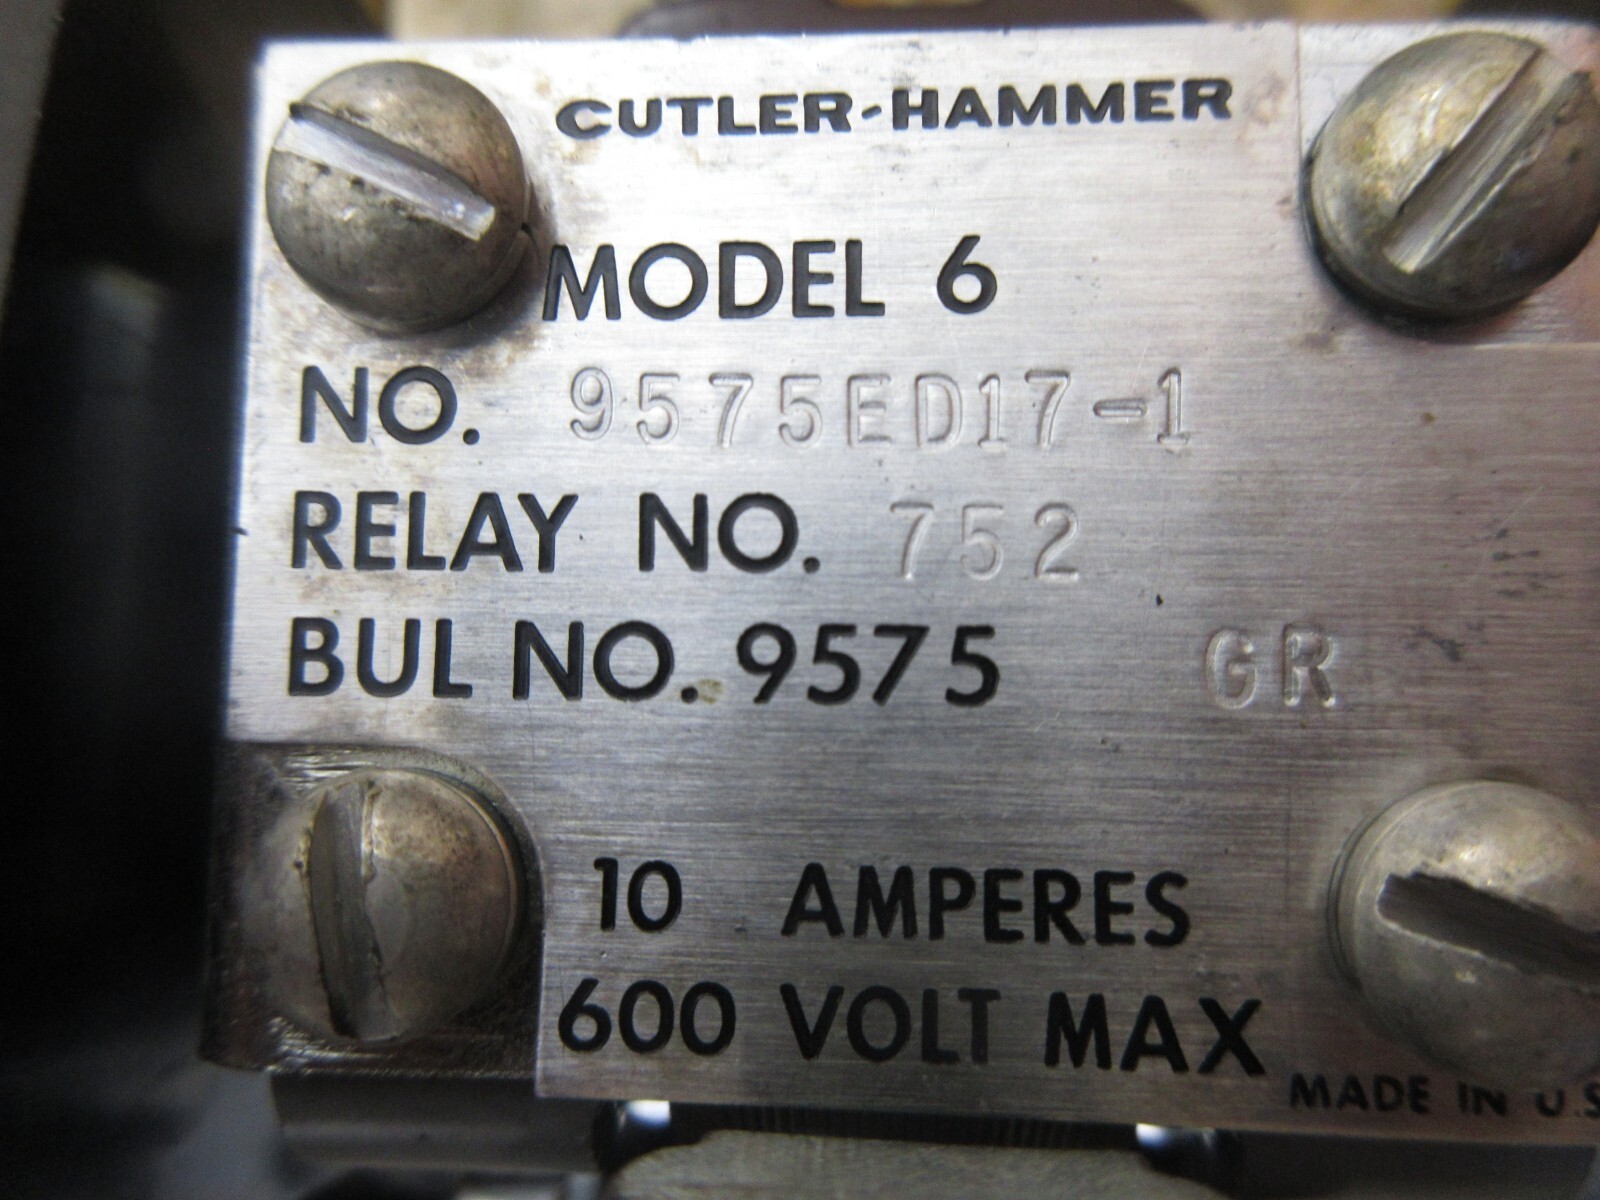 CUTLER-HAMMER
MODEL 6
NO. 9575ED17-1
RELAY NO. 752
BUL NO. 9575 GR
10 AMPERES
600 VOLT MAX
MADE IN U.S